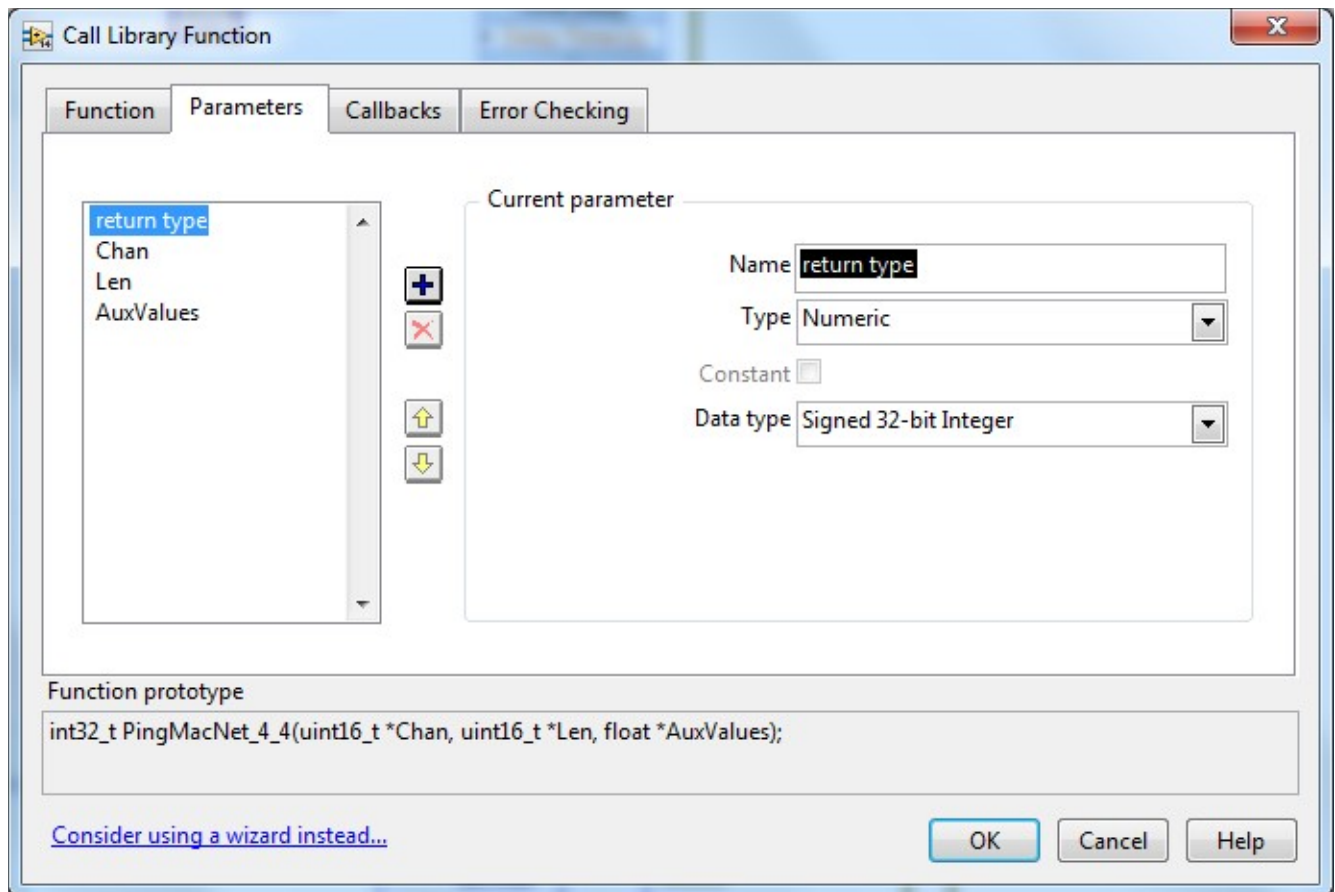 Call Library Function
Function Parameters Callbacks Error Checking
return type
Chan
Len
AuxValues
Current parameter
Name return type
Type Numeric
Constant
Data type Signed 32-bit Integer
Function prototype
int32_t PingMacNet_4_4(uint16_t *Chan, uint16_t *Len, float *AuxValues);
Consider using a wizard instead...
OK Cancel Help